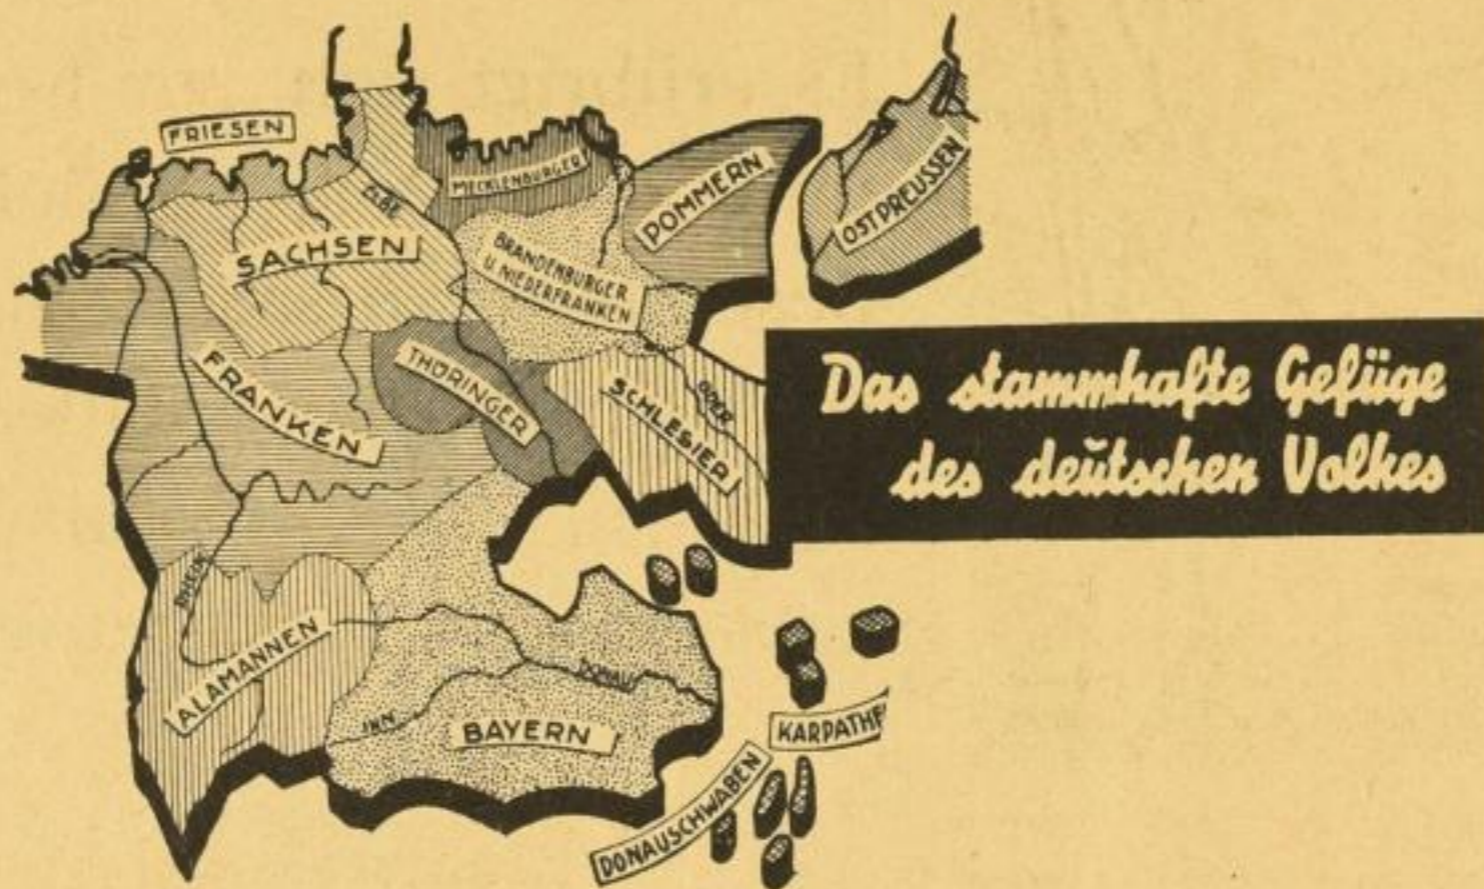 FRIESEN
MECKLENBURGER
POMMERN
OSTPREUSSEN
ELBE
SACHSEN
BRANDENBURGER
U. NIEDERFRANKEN
FRANKEN
THÜRINGER
SCHLESIER
ODER
Das stammhafte Gefüge
des deutschen Volkes
RHEIN
ALAMANNEN
INN
DONAU
BAYERN
KARPATHE
DONAUSCHWABEN